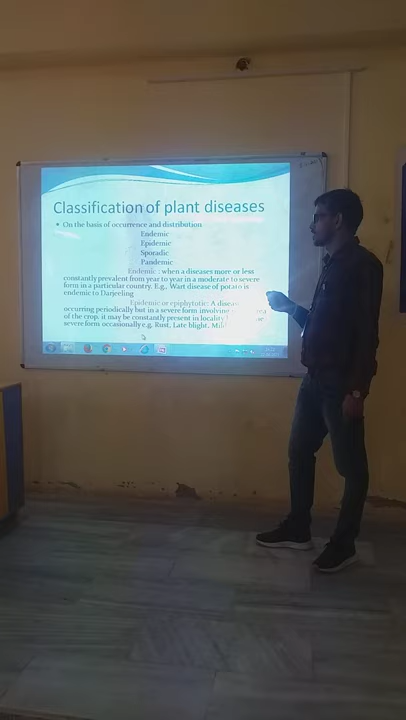 Classification of plant diseases
• On the basis of occurrence and distribution
Endemic
Epidemic
Sporadic
Pandemic
Endemic : when a diseases more or less
constantly prevalent from year to year in a moderate to severe
form in a particular country. E.g., Wart disease of potato is
endemic to Darjeeling
Epidemic or epiphytotic: A
occurring periodically but in a severe form involving
of the crop. it may be constantly present in locality
severe form occasionally e.g. Rust, Late blight,